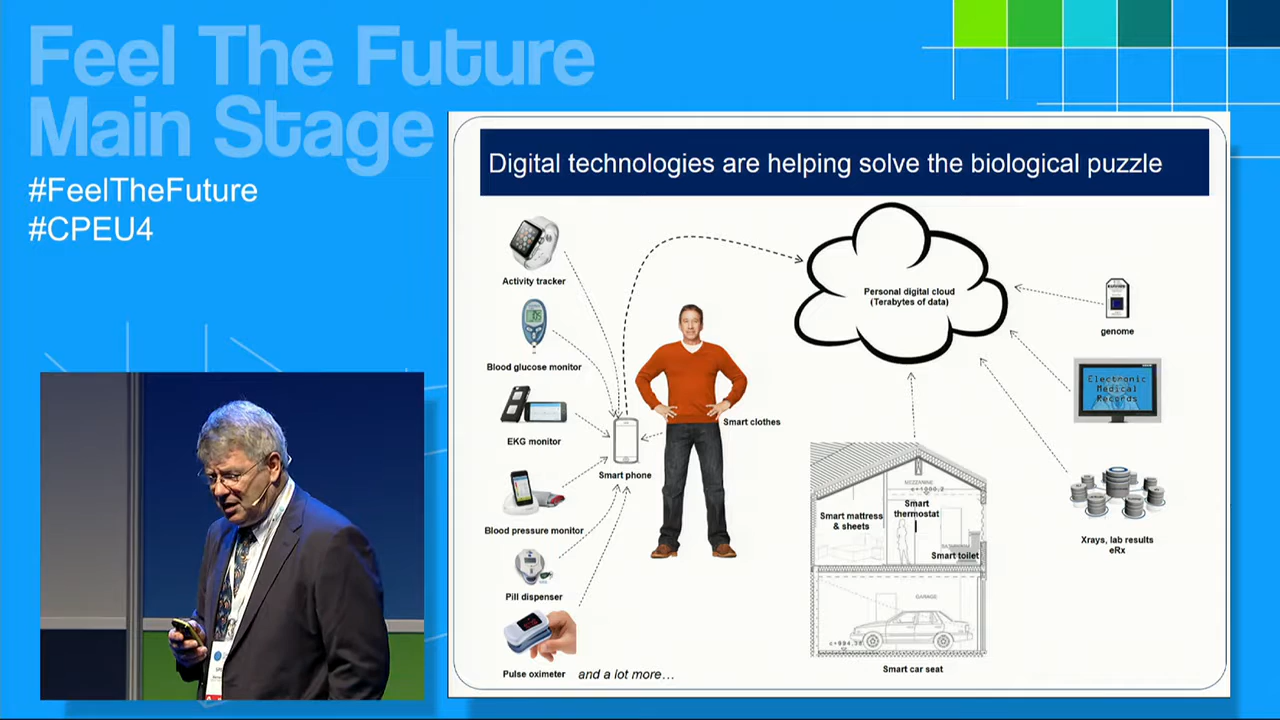 Feel The Future
Main Stage
#FeelTheFuture
#CPEU4
Digital technologies are helping solve the biological puzzle
Activity tracker
Blood glucose monitor
EKG monitor
Blood pressure monitor
Pill dispenser
Pulse oximeter
and a lot more…
Smart phone
Smart clothes
Personal digital cloud
(Terabytes of data)
genome
Electronic
Medical
Records
Xrays, lab results
eRx
MEZZANINE
Smart mattress
& sheets
Smart
thermostat
Smart toilet
GARAGE
Smart car seat